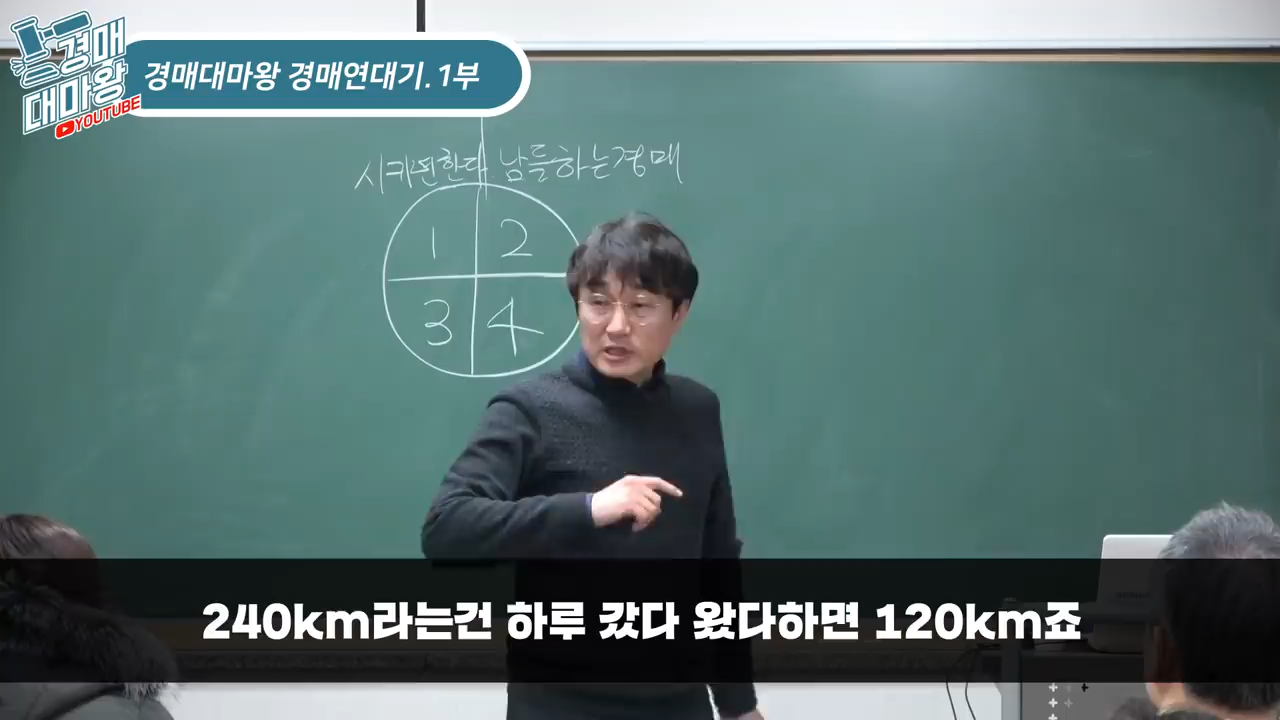 경매
대마왕
YOUTUBE
경매대마왕 경매연대기.1부
시키면한다 남들하는경매
1 2
3 4
240km라는건 하루 갔다 왔다하면 120km죠